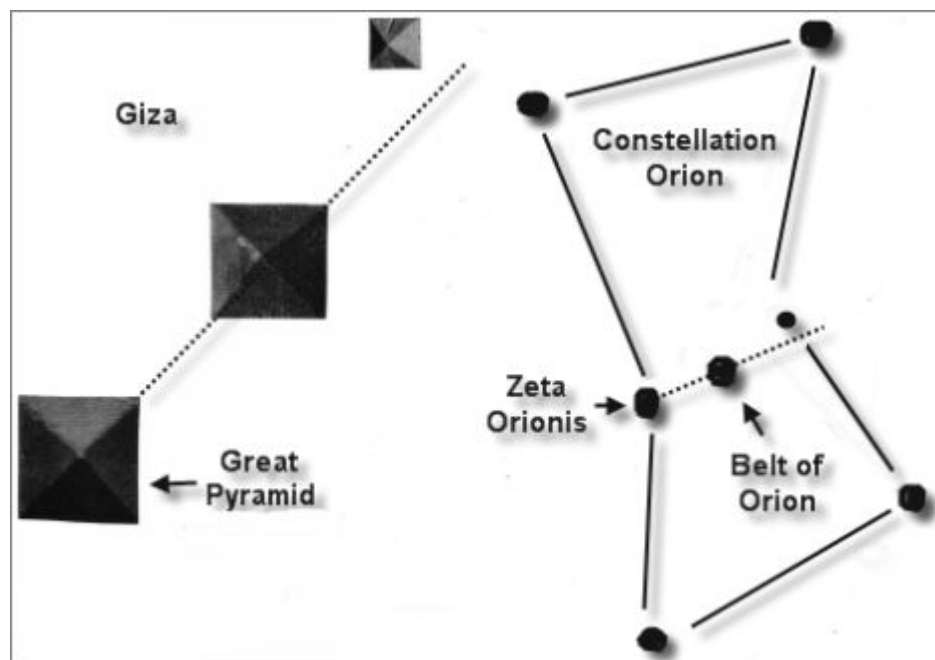 Giza
Great
Pyramid
Constellation
Orion
Zeta
Orionis
Belt of
Orion